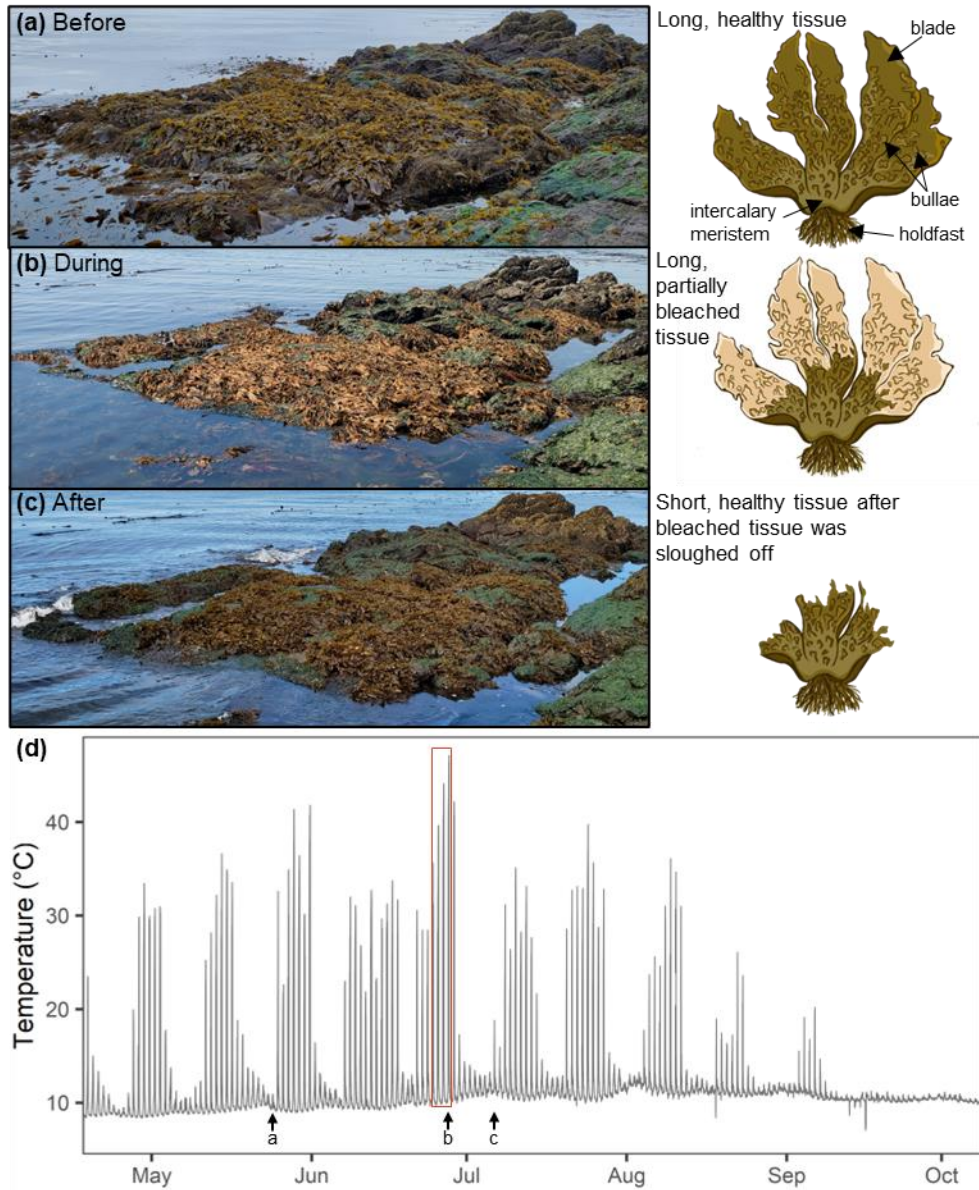 (a) Before
Long, healthy tissue
blade
bullae
intercalary
meristem
holdfast
(b) During
Long,
partially
bleached
tissue
(c) After
Short, healthy tissue after
bleached tissue was
sloughed off
(d)
Temperature (°C)
40
30
20
10
a
b
c
May
Jun
Jul
Aug
Sep
Oct